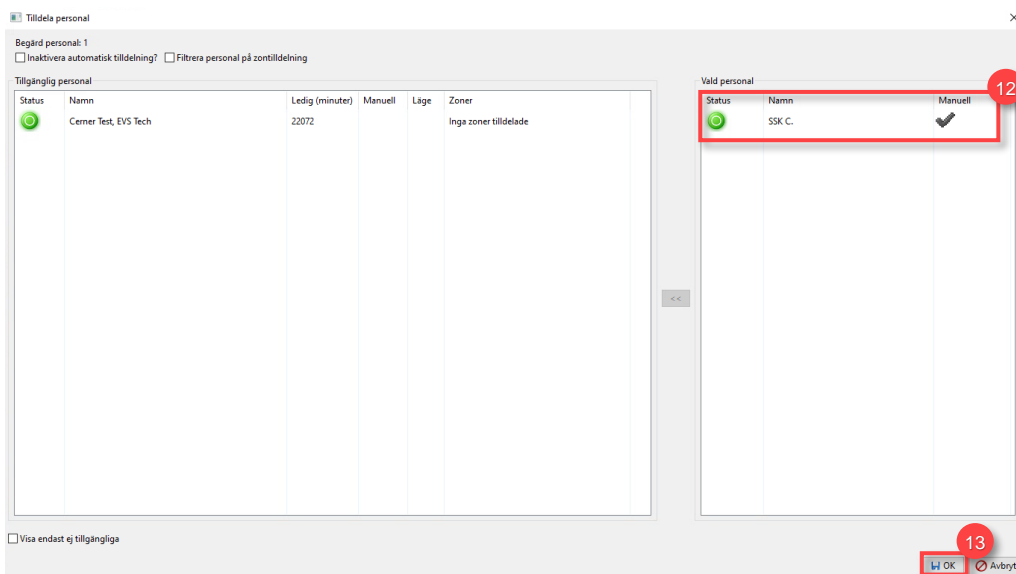 Tilldela personal
Begärd personal: 1
Inaktivera automatisk tilldelning? Filtrera personal på zontilldelning
Tillgänglig personal
Status Namn Ledig (minuter) Manuell Läge Zoner
Cerner Test, EVS Tech 22072 Inga zoner tilldelade
<<
Vald personal
12
Status Namn Manuell
SSK C.
Visa endast ej tillgängliga
13
OK Avbryt